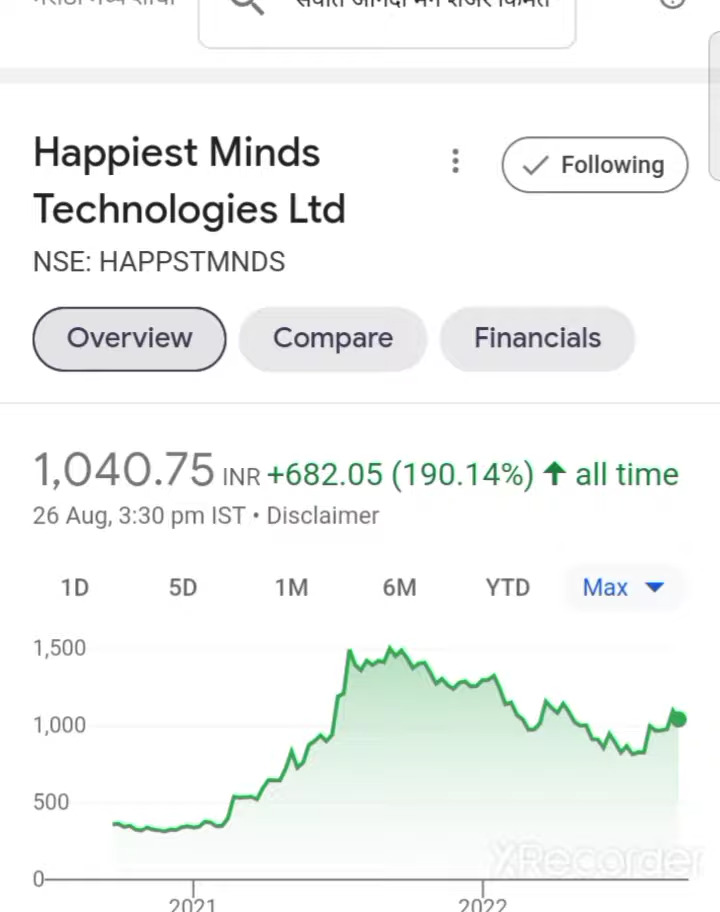 Happiest Minds
Technologies Ltd
Following
NSE: HAPPSTMNDS
Overview
Compare
Financials
1,040.75 INR +682.05 (190.14%) ↑ all time
26 Aug, 3:30 pm IST • Disclaimer
1D 5D 1M 6M YTD Max
1,500
1,000
500
0
2021 2022
XRecorder